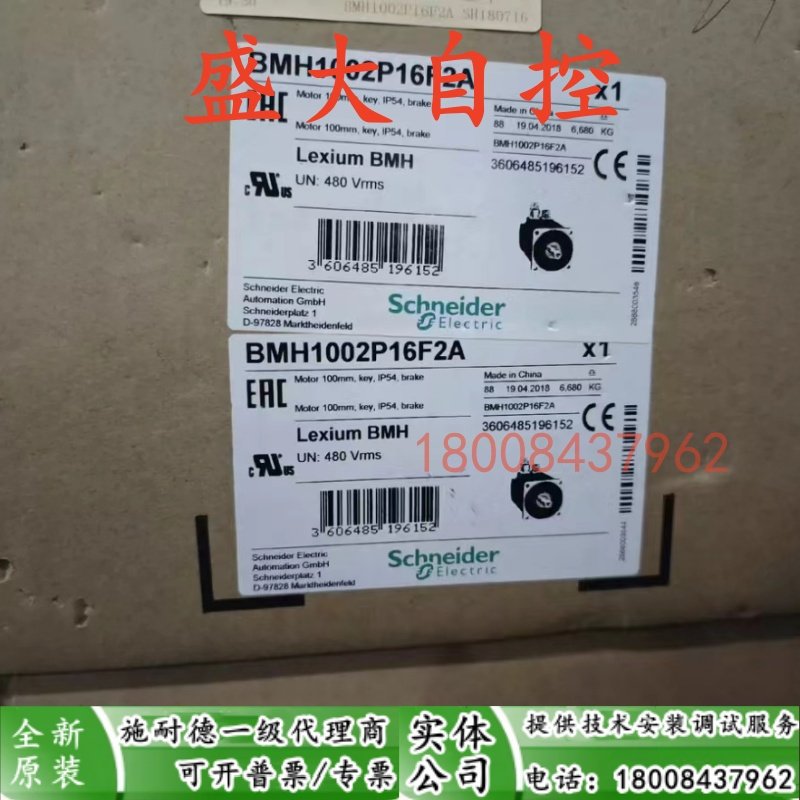 BMH1002P16F2A SH180716
盛大自控
BMH1002P16F2A x1
EAC
Motor 100mm, key, IP54, brake
Motor 100mm, key, IP54, brake
Made in China
88 19.04.2018 6,680 KG
BMH1002P16F2A
3606485196152
CE
Lexium BMH
UN: 480 Vrms
c RU us
3 606485 196152
Schneider Electric
Automation GmbH
Schneiderplatz 1
D-97828 Marktheidenfeld
Schneider
Electric
BMH1002P16F2A x1
EAC
Motor 100mm, key, IP54, brake
Motor 100mm, key, IP54, brake
Made in China
88 19.04.2018 6,680 KG
BMH1002P16F2A
3606485196152
CE
Lexium BMH
UN: 480 Vrms
18008437962
c RU us
3 606485 196152
Schneider Electric
Automation GmbH
Schneiderplatz 1
D-97828 Marktheidenfeld
Schneider
Electric
全新
原装
施耐德一级代理商
可开普票/专票
实体
公司
提供技术安装调试服务
电话：18008437962